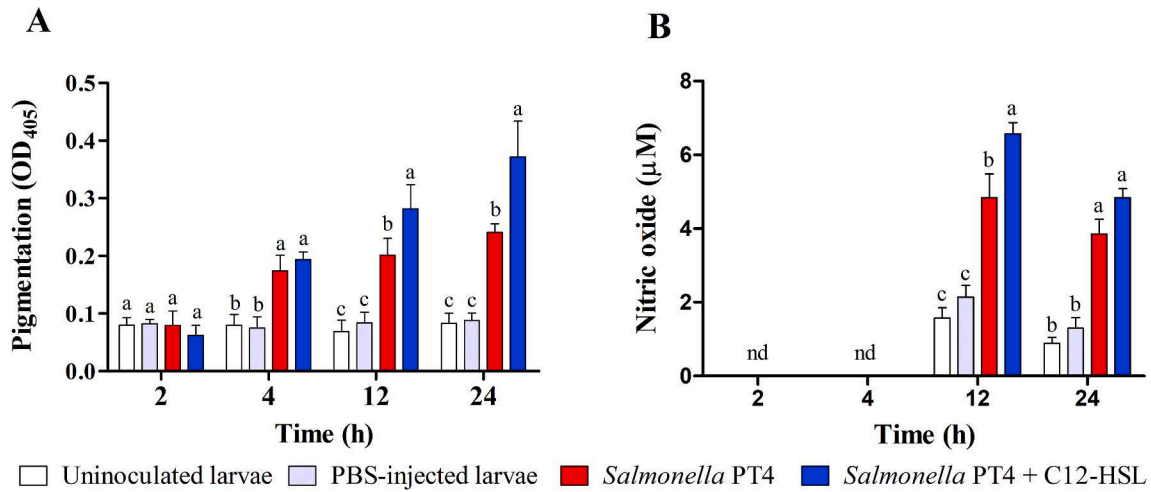 A
B
Pigmentation (OD405)
0.5
0.4
0.3
0.2
0.1
0.0
a a a a
b b a a
c c b a
c c b a
2 4 12 24
Time (h)
Nitric oxide (µM)
8
6
4
2
0
nd nd
c c b a
b b a a
2 4 12 24
Time (h)
Uninoculated larvae PBS-injected larvae Salmonella PT4 Salmonella PT4 + C12-HSL